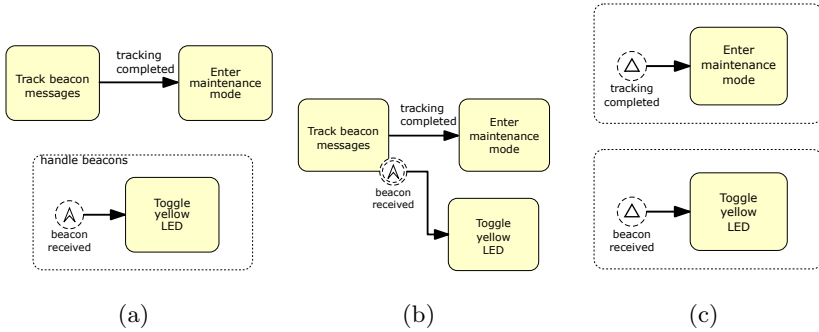 Track beacon
messages
tracking
completed
Enter
maintenance
mode
handle beacons
beacon
received
Toggle
yellow
LED
(a)
Track beacon
messages
tracking
completed
Enter
maintenance
mode
beacon
received
Toggle
yellow
LED
(b)
tracking
completed
Enter
maintenance
mode
beacon
received
Toggle
yellow
LED
(c)